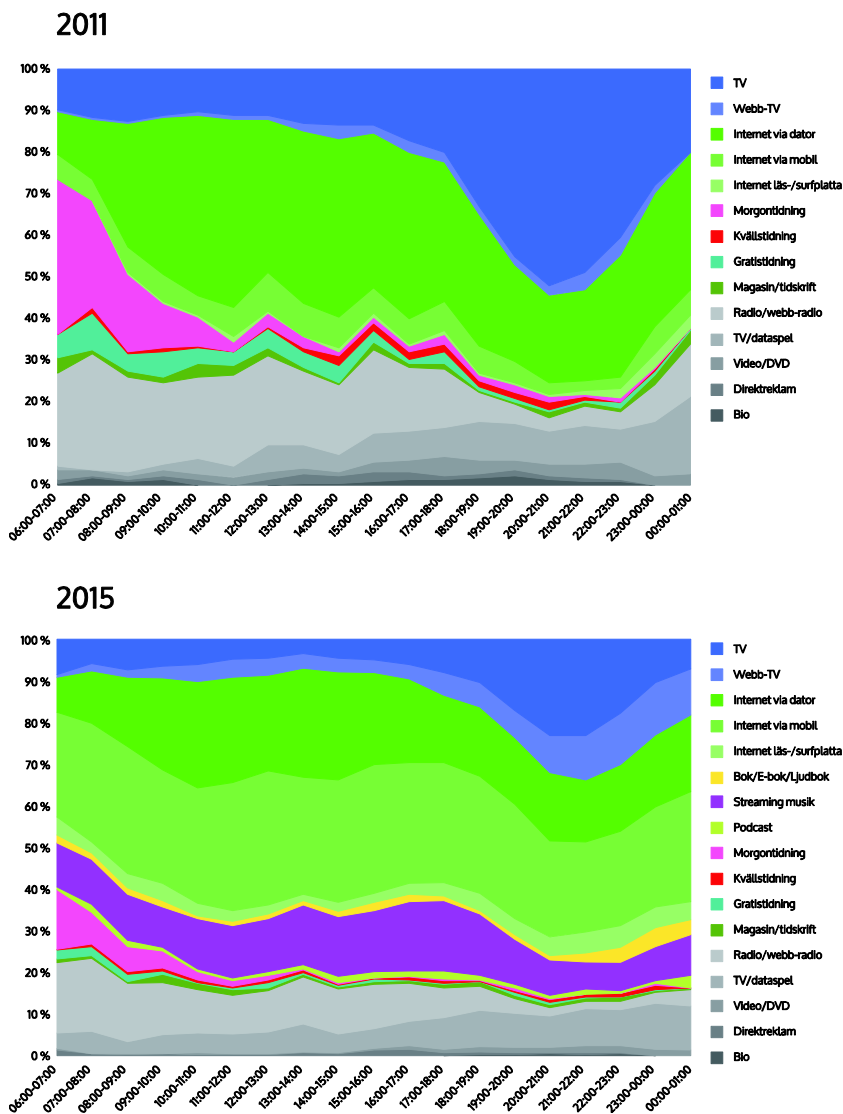 2011
100 %
90 %
80 %
70 %
60 %
50 %
40 %
30 %
20 %
10 %
0 %
06:00-07:00
07:00-08:00
08:00-09:00
09:00-10:00
10:00-11:00
11:00-12:00
12:00-13:00
13:00-14:00
14:00-15:00
15:00-16:00
16:00-17:00
17:00-18:00
18:00-19:00
19:00-20:00
20:00-21:00
21:00-22:00
22:00-23:00
23:00-00:00
00:00-01:00
TV
Webb-TV
Internet via dator
Internet via mobil
Internet läs-/surfplatta
Morgontidning
Kvällstidning
Gratistidning
Magasin/tidskrift
Radio/webb-radio
TV/dataspel
Video/DVD
Direktreklam
Bio
2015
100 %
90 %
80 %
70 %
60 %
50 %
40 %
30 %
20 %
10 %
0 %
06:00-07:00
07:00-08:00
08:00-09:00
09:00-10:00
10:00-11:00
11:00-12:00
12:00-13:00
13:00-14:00
14:00-15:00
15:00-16:00
16:00-17:00
17:00-18:00
18:00-19:00
19:00-20:00
20:00-21:00
21:00-22:00
22:00-23:00
23:00-00:00
00:00-01:00
TV
Webb-TV
Internet via dator
Internet via mobil
Internet läs-/surfplatta
Bok/E-bok/Ljudbok
Streaming musik
Podcast
Morgontidning
Kvällstidning
Gratistidning
Magasin/tidskrift
Radio/webb-radio
TV/dataspel
Video/DVD
Direktreklam
Bio